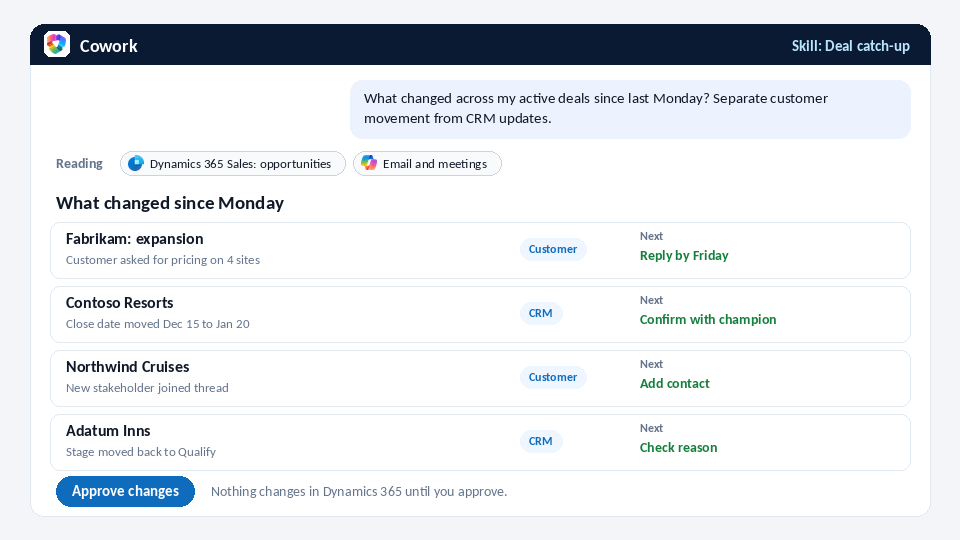 Cowork
Skill: Deal catch-up
What changed across my active deals since last Monday? Separate customer
movement from CRM updates.
Reading
Dynamics 365 Sales: opportunities
Email and meetings
What changed since Monday
Fabrikam: expansion
Customer asked for pricing on 4 sites
Customer
Next
Reply by Friday
Contoso Resorts
Close date moved Dec 15 to Jan 20
CRM
Next
Confirm with champion
Northwind Cruises
New stakeholder joined thread
Customer
Next
Add contact
Adatum Inns
Stage moved back to Qualify
CRM
Next
Check reason
Approve changes
Nothing changes in Dynamics 365 until you approve.